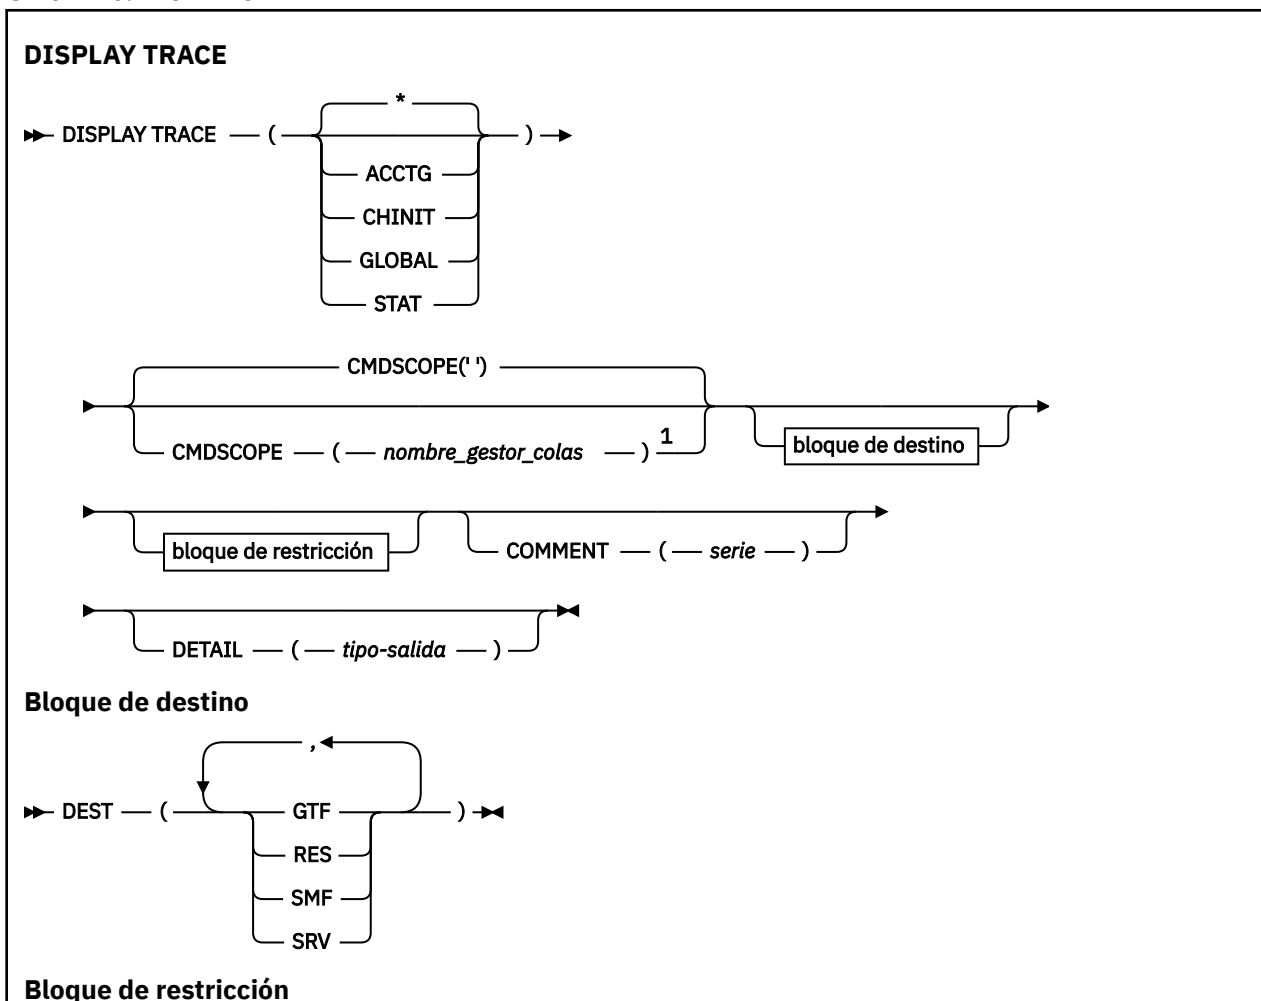 DISPLAY TRACE
*
DISPLAY TRACE ( )
ACCTG
CHINIT
GLOBAL
STAT
CMDSCOPE(' ')
CMDSCOPE ( nombre_gestor_colas ) 1
bloque de destino
bloque de restricción
COMMENT ( serie )
DETAIL ( tipo-salida )
Bloque de destino
,
DEST ( GTF )
RES
SMF
SRV
Bloque de restricción